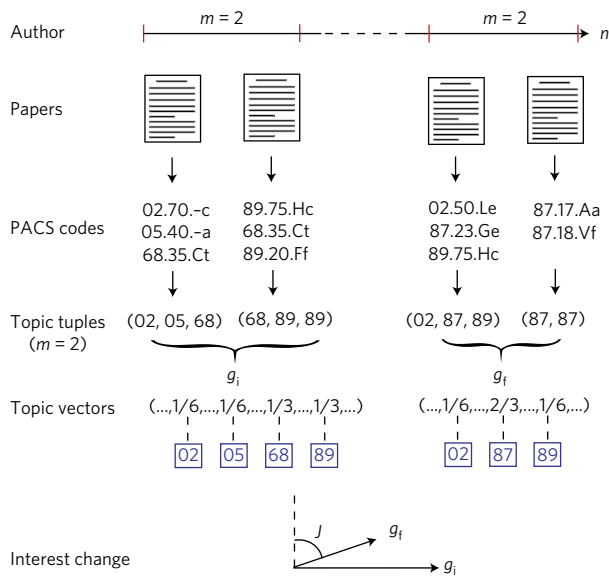 Author m = 2 m = 2 n
Papers
PACS codes
02.70.–c 89.75.Hc 02.50.Le 87.17.Aa
05.40.–a 68.35.Ct 87.23.Ge 87.18.Vf
68.35.Ct 89.20.Ff 89.75.Hc
Topic tuples (02, 05, 68) (68, 89, 89) (02, 87, 89) (87, 87)
(m = 2)
gi gf
Topic vectors (...,1/6,...,1/6,...,1/3,...,1/3,...) (...,1/6,...,2/3,...,1/6,...)
02 05 68 89 02 87 89
J gf
Interest change gi